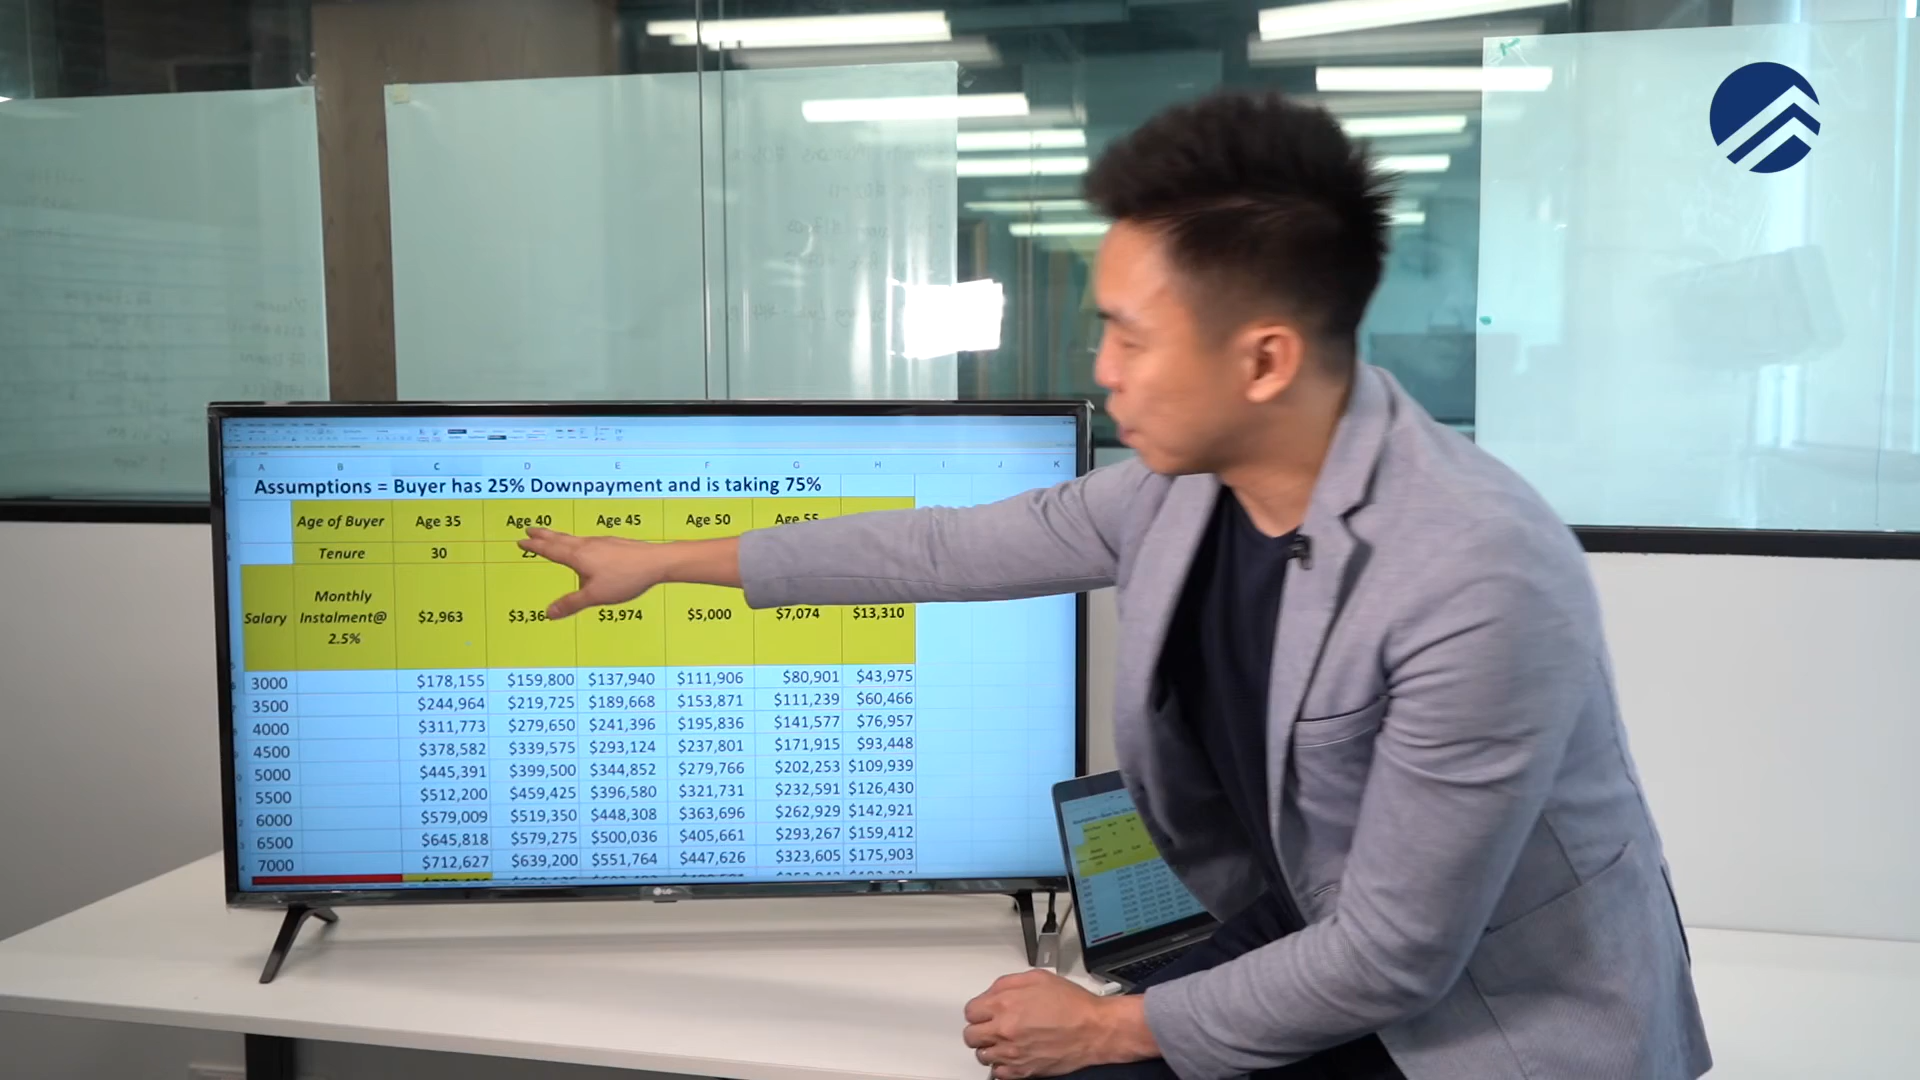 A B C D E F G H I J K
Assumptions = Buyer has 25% Downpayment and is taking 75%
Age of Buyer Age 35 Age 40 Age 45 Age 50 Age 55
Tenure 30
Salary Monthly Instalment@ 2.5% $2,963 $3,364 $3,974 $5,000 $7,074 $13,310
3000 $178,155 $159,800 $137,940 $111,906 $80,901 $43,975
3500 $244,964 $219,725 $189,668 $153,871 $111,239 $60,466
4000 $311,773 $279,650 $241,396 $195,836 $141,577 $76,957
4500 $378,582 $339,575 $293,124 $237,801 $171,915 $93,448
5000 $445,391 $399,500 $344,852 $279,766 $202,253 $109,939
5500 $512,200 $459,425 $396,580 $321,731 $232,591 $126,430
6000 $579,009 $519,350 $448,308 $363,696 $262,929 $142,921
6500 $645,818 $579,275 $500,036 $405,661 $293,267 $159,412
7000 $712,627 $639,200 $551,764 $447,626 $323,605 $175,903
LG